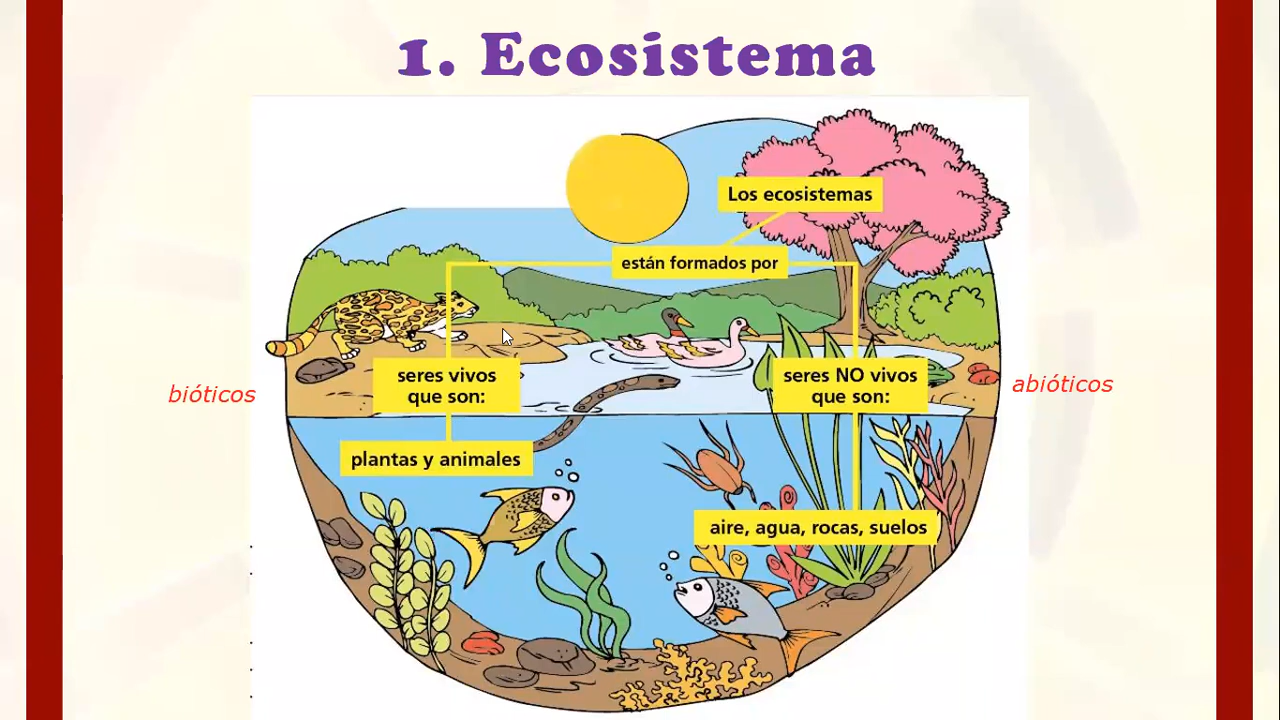 1. Ecosistema
Los ecosistemas
están formados por
seres vivos
que son:
seres NO vivos
que son:
bióticos
abióticos
plantas y animales
aire, agua, rocas, suelos